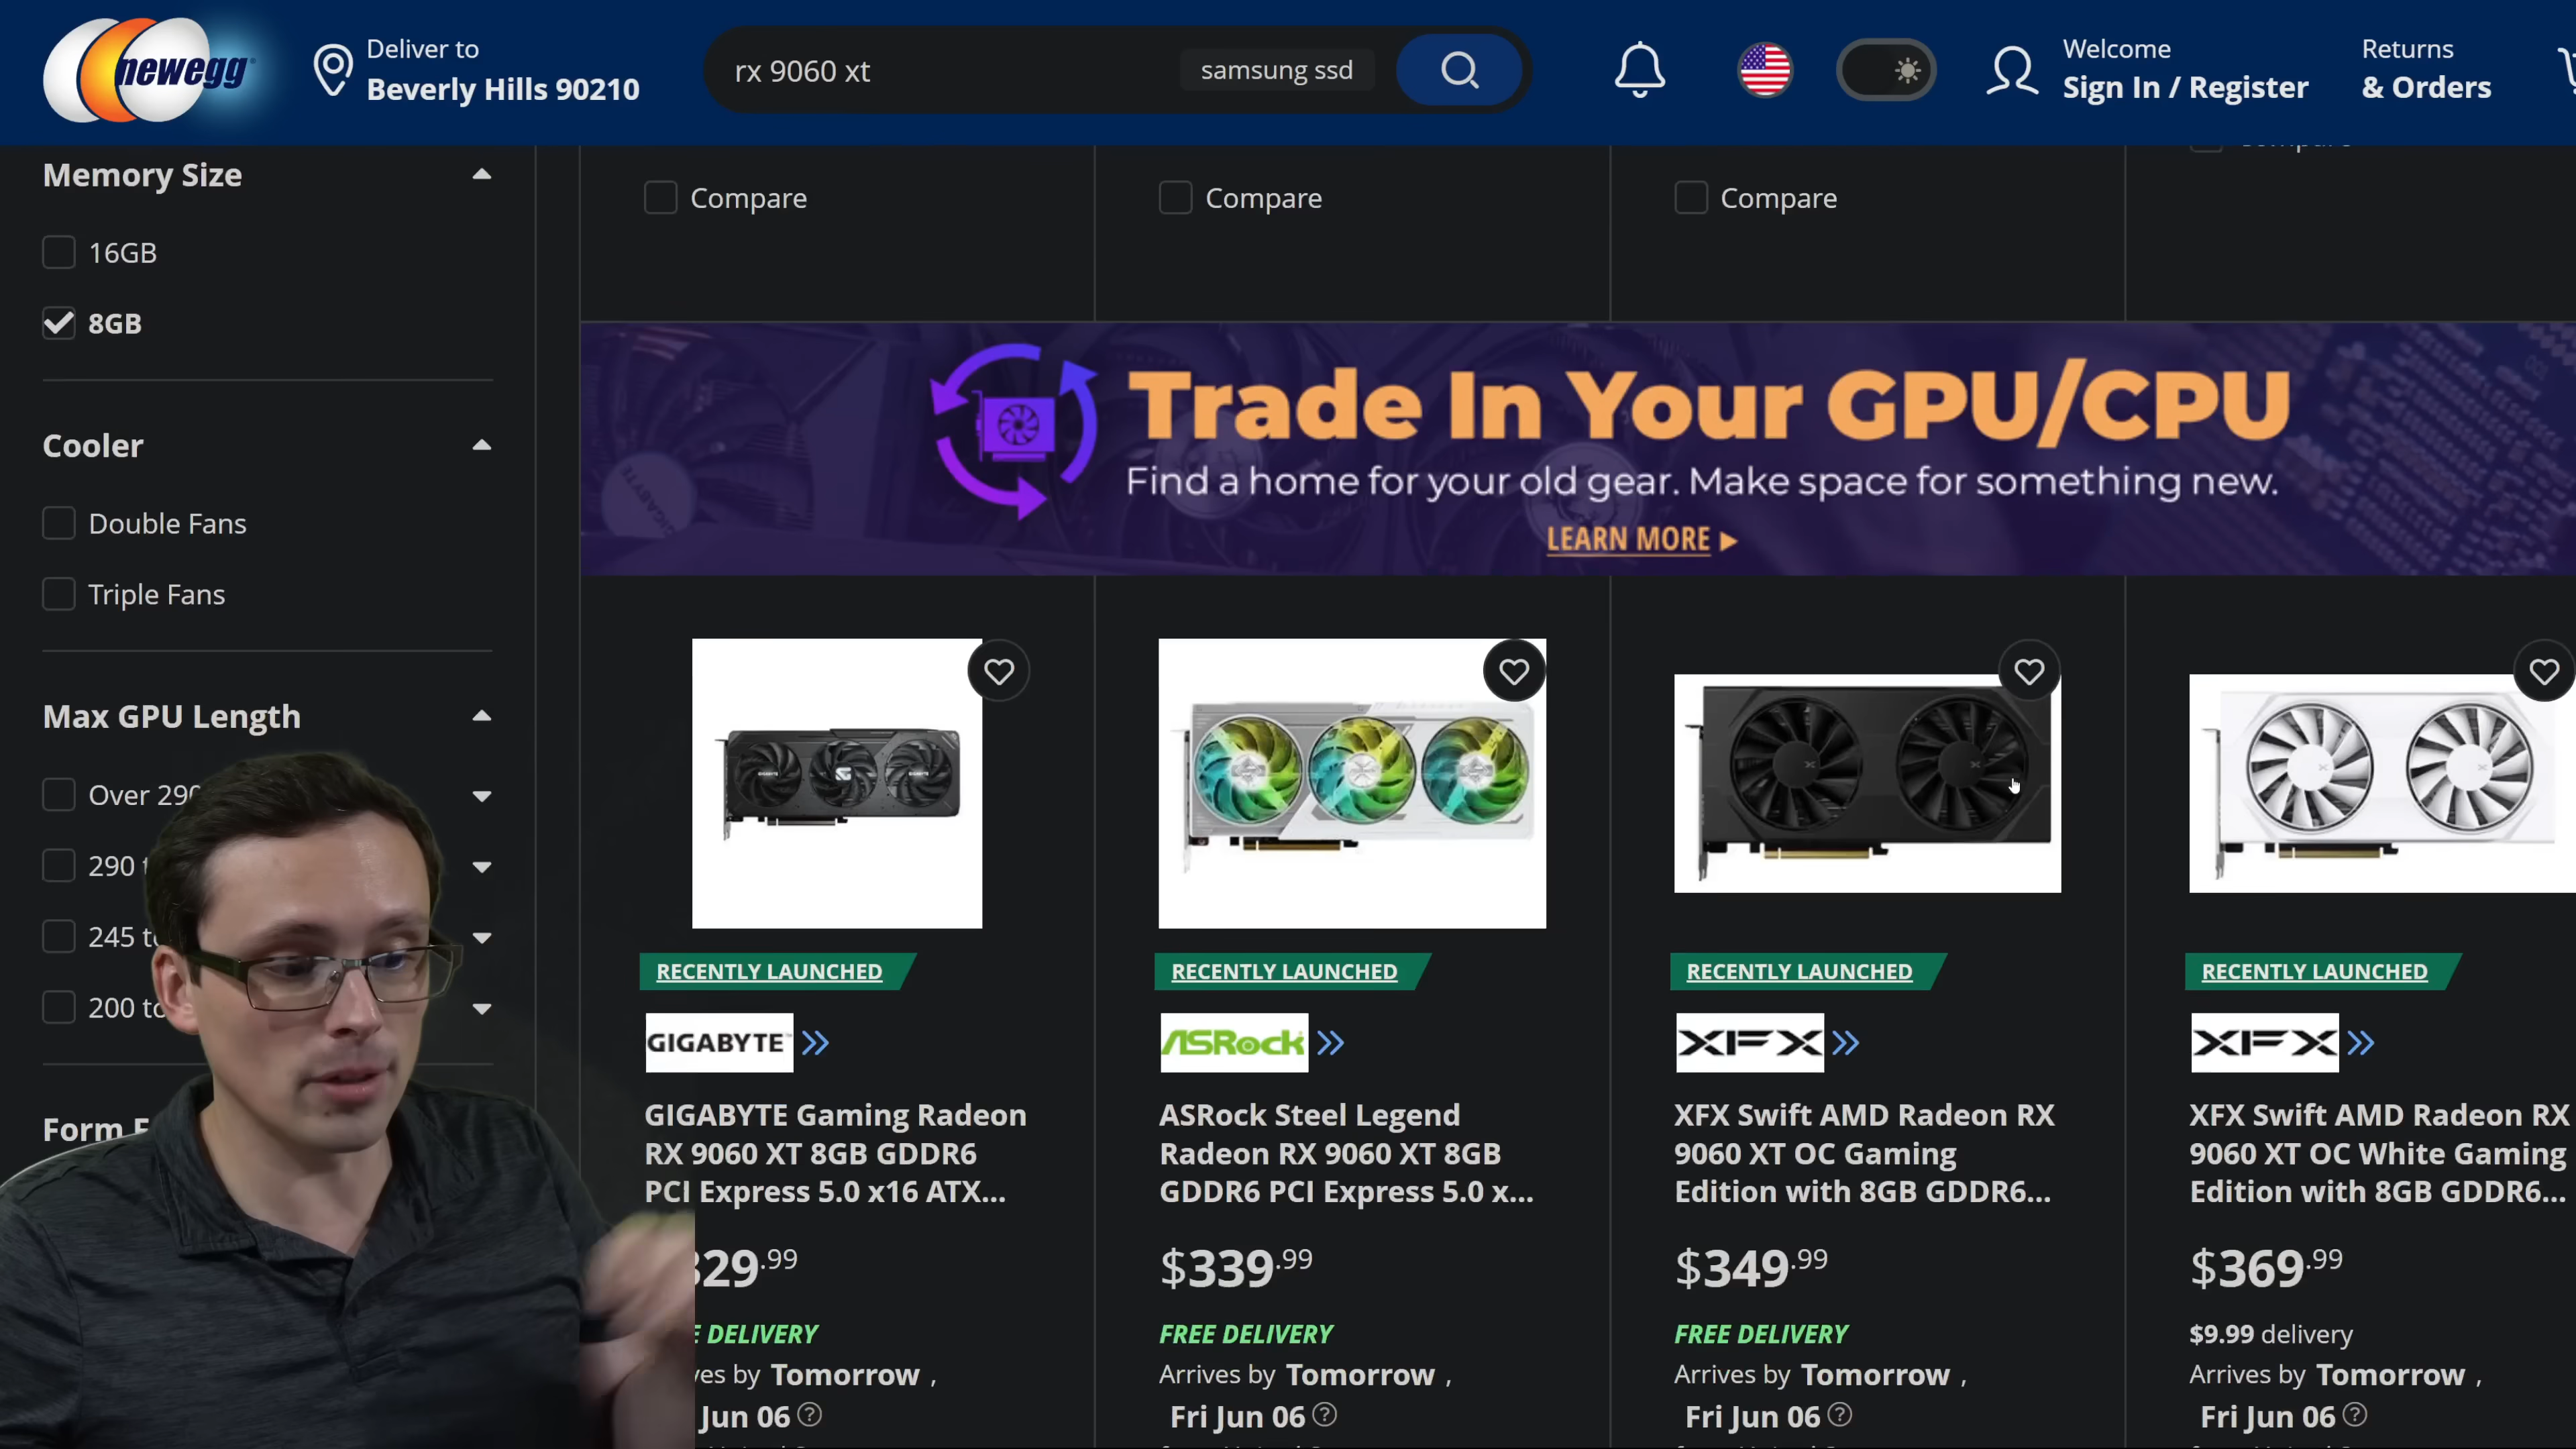 newegg
Deliver to
Beverly Hills 90210
rx 9060 xt
samsung ssd
Welcome
Sign In / Register
Returns
& Orders
Memory Size
16GB
8GB
Cooler
Double Fans
Triple Fans
Max GPU Length
Over 290
290
245
200 to
Form F
Compare
Compare
Compare
Trade In Your GPU/CPU
Find a home for your old gear. Make space for something new.
LEARN MORE
RECENTLY LAUNCHED
GIGABYTE
GIGABYTE Gaming Radeon
RX 9060 XT 8GB GDDR6
PCI Express 5.0 x16 ATX...
29.99
DELIVERY
by Tomorrow ,
Jun 06
RECENTLY LAUNCHED
ASRock
ASRock Steel Legend
Radeon RX 9060 XT 8GB
GDDR6 PCI Express 5.0 x...
$339.99
FREE DELIVERY
Arrives by Tomorrow ,
Fri Jun 06
RECENTLY LAUNCHED
XFX
XFX Swift AMD Radeon RX
9060 XT OC Gaming
Edition with 8GB GDDR6...
$349.99
FREE DELIVERY
Arrives by Tomorrow ,
Fri Jun 06
RECENTLY LAUNCHED
XFX
XFX Swift AMD Radeon RX
9060 XT OC White Gaming
Edition with 8GB GDDR6...
$369.99
$9.99 delivery
Arrives by Tomorrow ,
Fri Jun 06